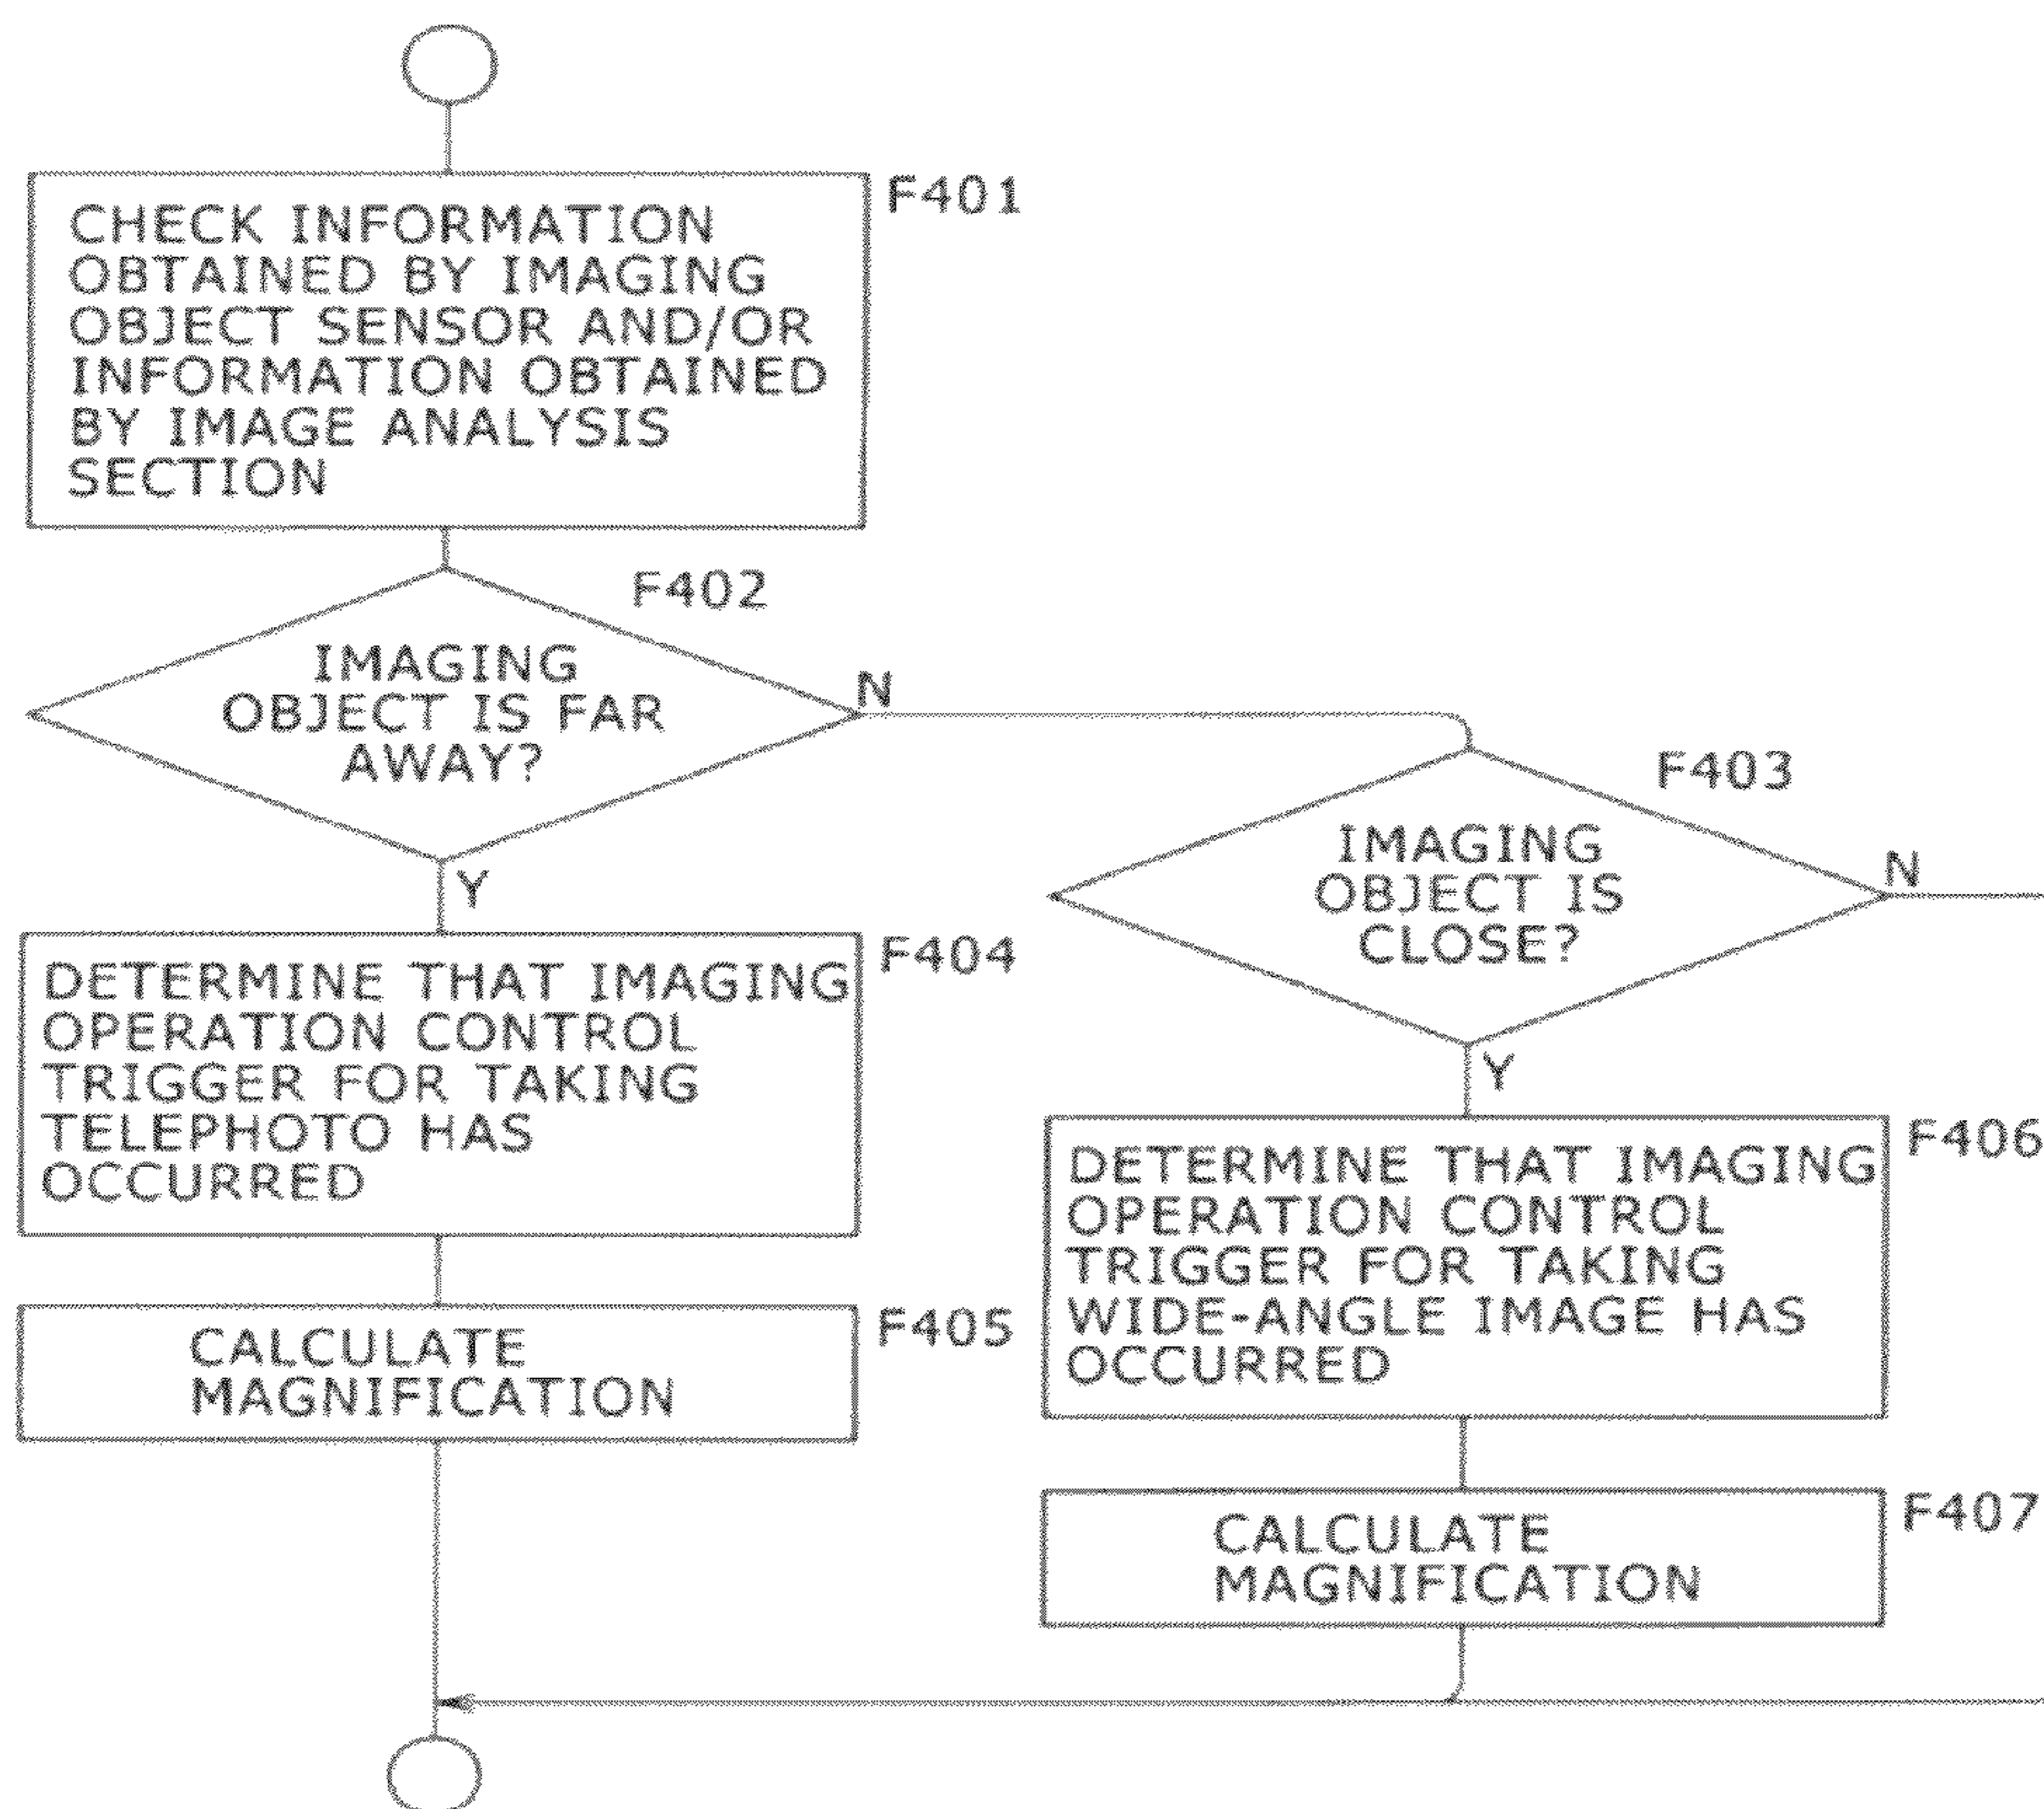 F401
CHECK INFORMATION
OBTAINED BY IMAGING
OBJECT SENSOR AND/OR
INFORMATION OBTAINED
BY IMAGE ANALYSIS
SECTION
F402
IMAGING
OBJECT IS FAR
AWAY?
N
Y
F403
IMAGING
OBJECT IS
CLOSE?
N
Y
F404
DETERMINE THAT IMAGING
OPERATION CONTROL
TRIGGER FOR TAKING
TELEPHOTO HAS
OCCURRED
F405
CALCULATE
MAGNIFICATION
F406
DETERMINE THAT IMAGING
OPERATION CONTROL
TRIGGER FOR TAKING
WIDE-ANGLE IMAGE HAS
OCCURRED
F407
CALCULATE
MAGNIFICATION